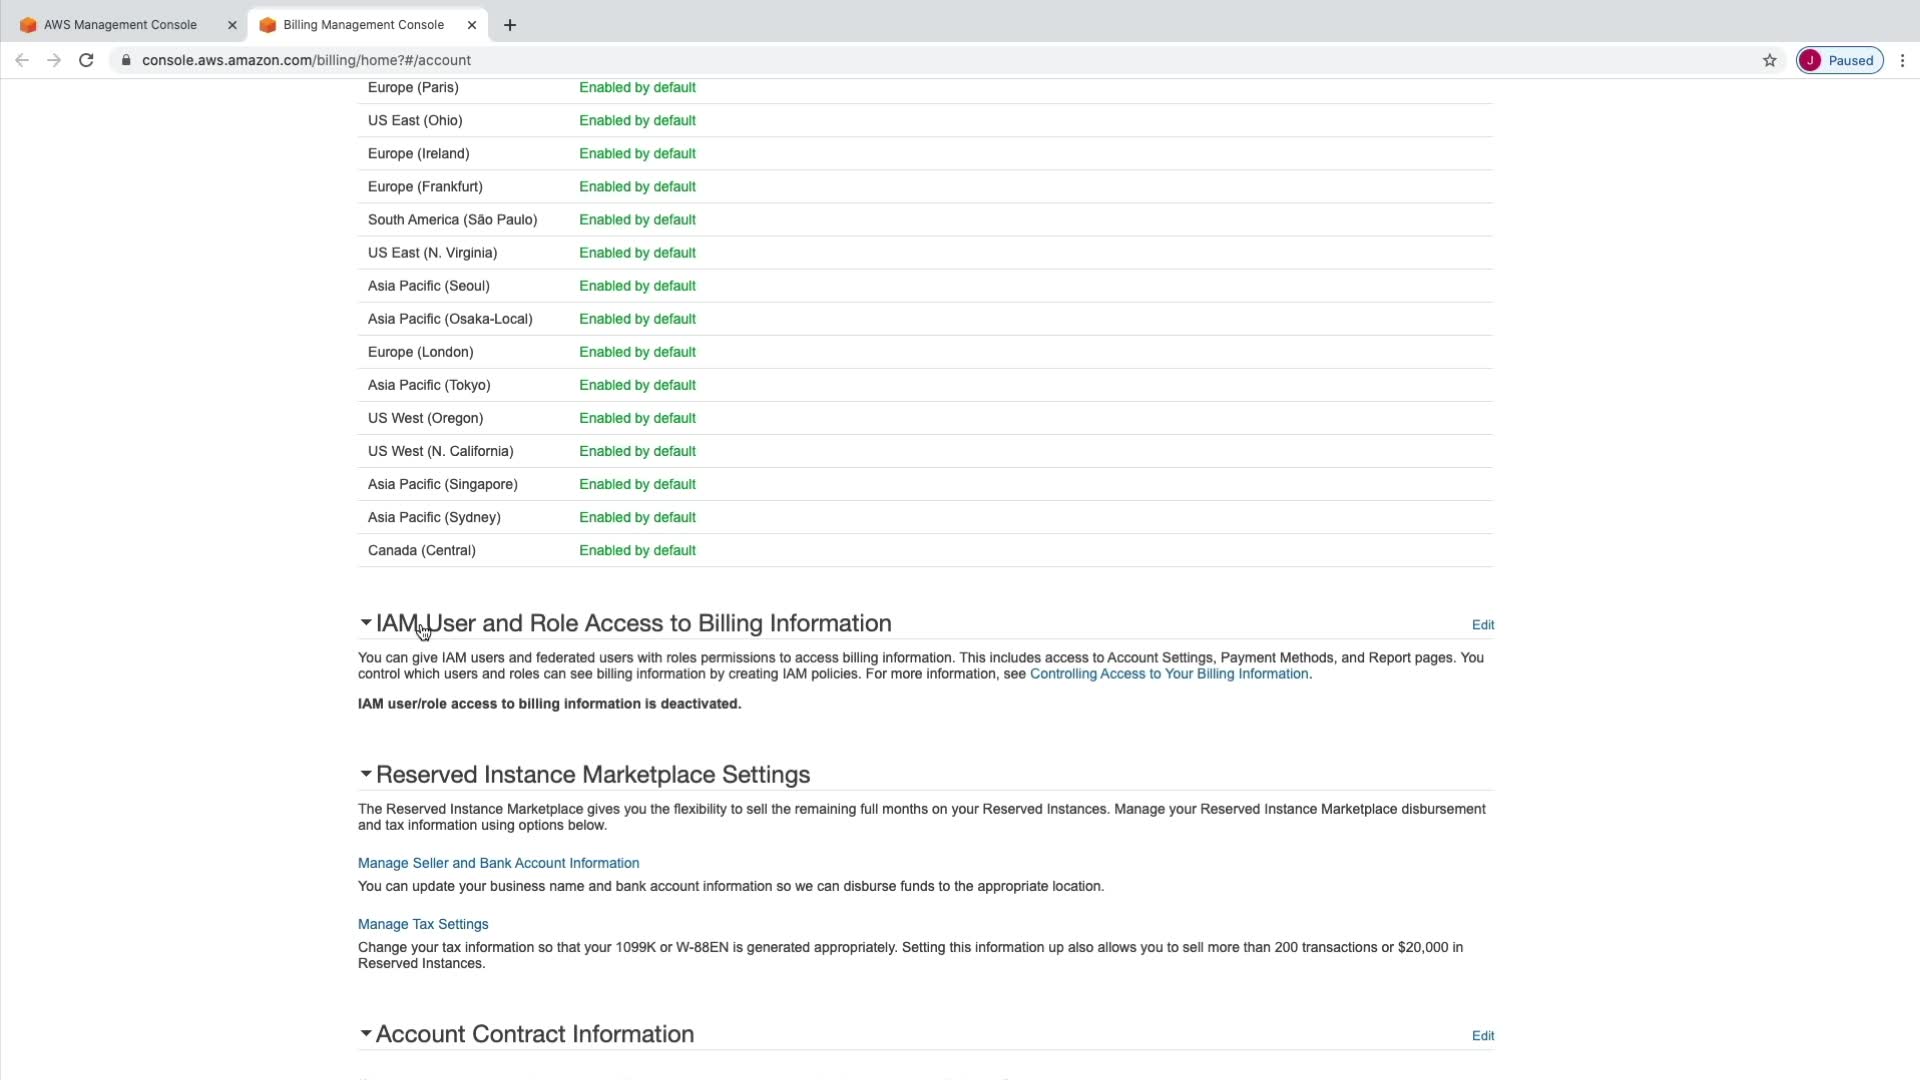 AWS Management Console
Billing Management Console
console.aws.amazon.com/billing/home?#/account
J Paused
Europe (Paris) Enabled by default
US East (Ohio) Enabled by default
Europe (Ireland) Enabled by default
Europe (Frankfurt) Enabled by default
South America (São Paulo) Enabled by default
US East (N. Virginia) Enabled by default
Asia Pacific (Seoul) Enabled by default
Asia Pacific (Osaka-Local) Enabled by default
Europe (London) Enabled by default
Asia Pacific (Tokyo) Enabled by default
US West (Oregon) Enabled by default
US West (N. California) Enabled by default
Asia Pacific (Singapore) Enabled by default
Asia Pacific (Sydney) Enabled by default
Canada (Central) Enabled by default
IAM User and Role Access to Billing Information Edit
You can give IAM users and federated users with roles permissions to access billing information. This includes access to Account Settings, Payment Methods, and Report pages. You
control which users and roles can see billing information by creating IAM policies. For more information, see Controlling Access to Your Billing Information.
IAM user/role access to billing information is deactivated.
Reserved Instance Marketplace Settings
The Reserved Instance Marketplace gives you the flexibility to sell the remaining full months on your Reserved Instances. Manage your Reserved Instance Marketplace disbursement
and tax information using options below.
Manage Seller and Bank Account Information
You can update your business name and bank account information so we can disburse funds to the appropriate location.
Manage Tax Settings
Change your tax information so that your 1099K or W-88EN is generated appropriately. Setting this information up also allows you to sell more than 200 transactions or $20,000 in
Reserved Instances.
Account Contract Information Edit